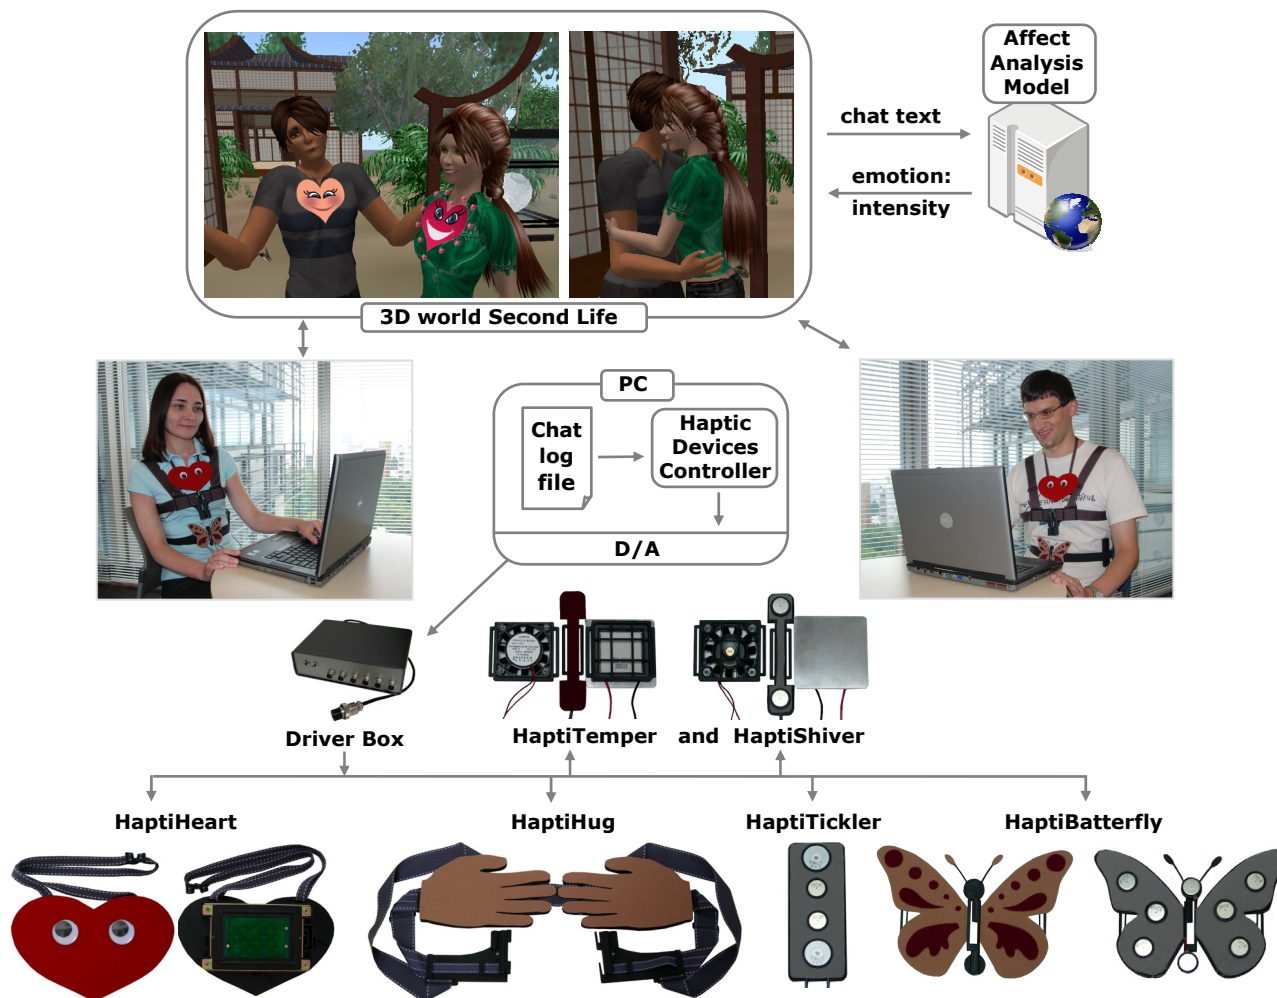 Affect
Analysis
Model
chat text
emotion:
intensity
3D world Second Life
PC
Chat
log
file
Haptic
Devices
Controller
D/A
Driver Box
HaptiTemper and HaptiShiver
HaptiHeart
HaptiHug
HaptiTickler
HaptiBatterfly